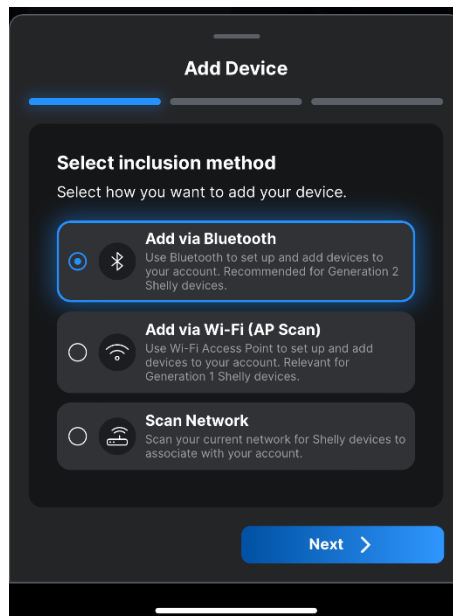 Add Device
Select inclusion method
Select how you want to add your device.
Add via Bluetooth
Use Bluetooth to set up and add devices to
your account. Recommended for Generation 2
Shelly devices.
Add via Wi-Fi (AP Scan)
Use Wi-Fi Access Point to set up and add
devices to your account. Relevant for
Generation 1 Shelly devices.
Scan Network
Scan your current network for Shelly devices to
associate with your account.
Next